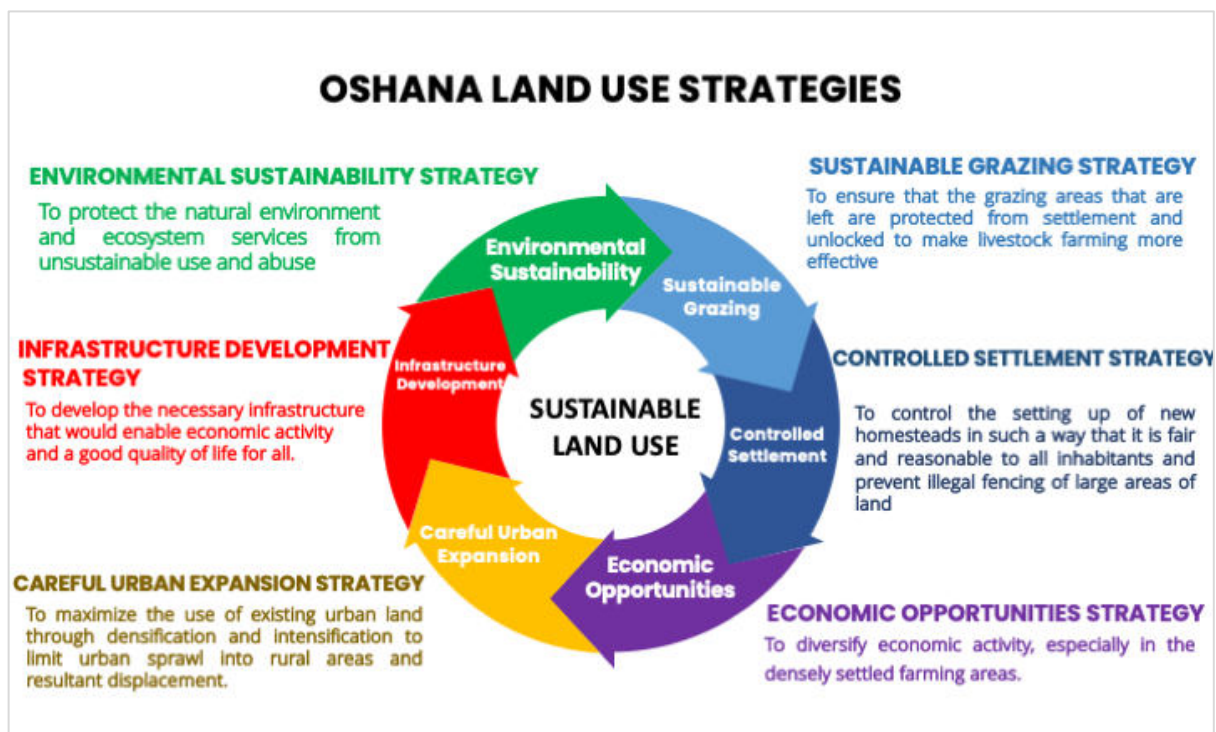 OSHANA LAND USE STRATEGIES
ENVIRONMENTAL SUSTAINABILITY STRATEGY
To protect the natural environment
and ecosystem services from
unsustainable use and abuse
SUSTAINABLE GRAZING STRATEGY
To ensure that the grazing areas that are
left are protected from settlement and
unlocked to make livestock farming more
effective
INFRASTRUCTURE DEVELOPMENT
STRATEGY
To develop the necessary infrastructure
that would enable economic activity
and a good quality of life for all.
CONTROLLED SETTLEMENT STRATEGY
To control the setting up of new
homesteads in such a way that it is fair
and reasonable to all inhabitants and
prevent illegal fencing of large areas of
land
CAREFUL URBAN EXPANSION STRATEGY
To maximize the use of existing urban land
through densification and intensification to
limit urban sprawl into rural areas and
resultant displacement.
ECONOMIC OPPORTUNITIES STRATEGY
To diversify economic activity, especially in the
densely settled farming areas.
Environmental
Sustainability
Sustainable
Grazing
Controlled
Settlement
Economic
Opportunities
Careful Urban
Expansion
Infrastructure
Development
SUSTAINABLE
LAND USE